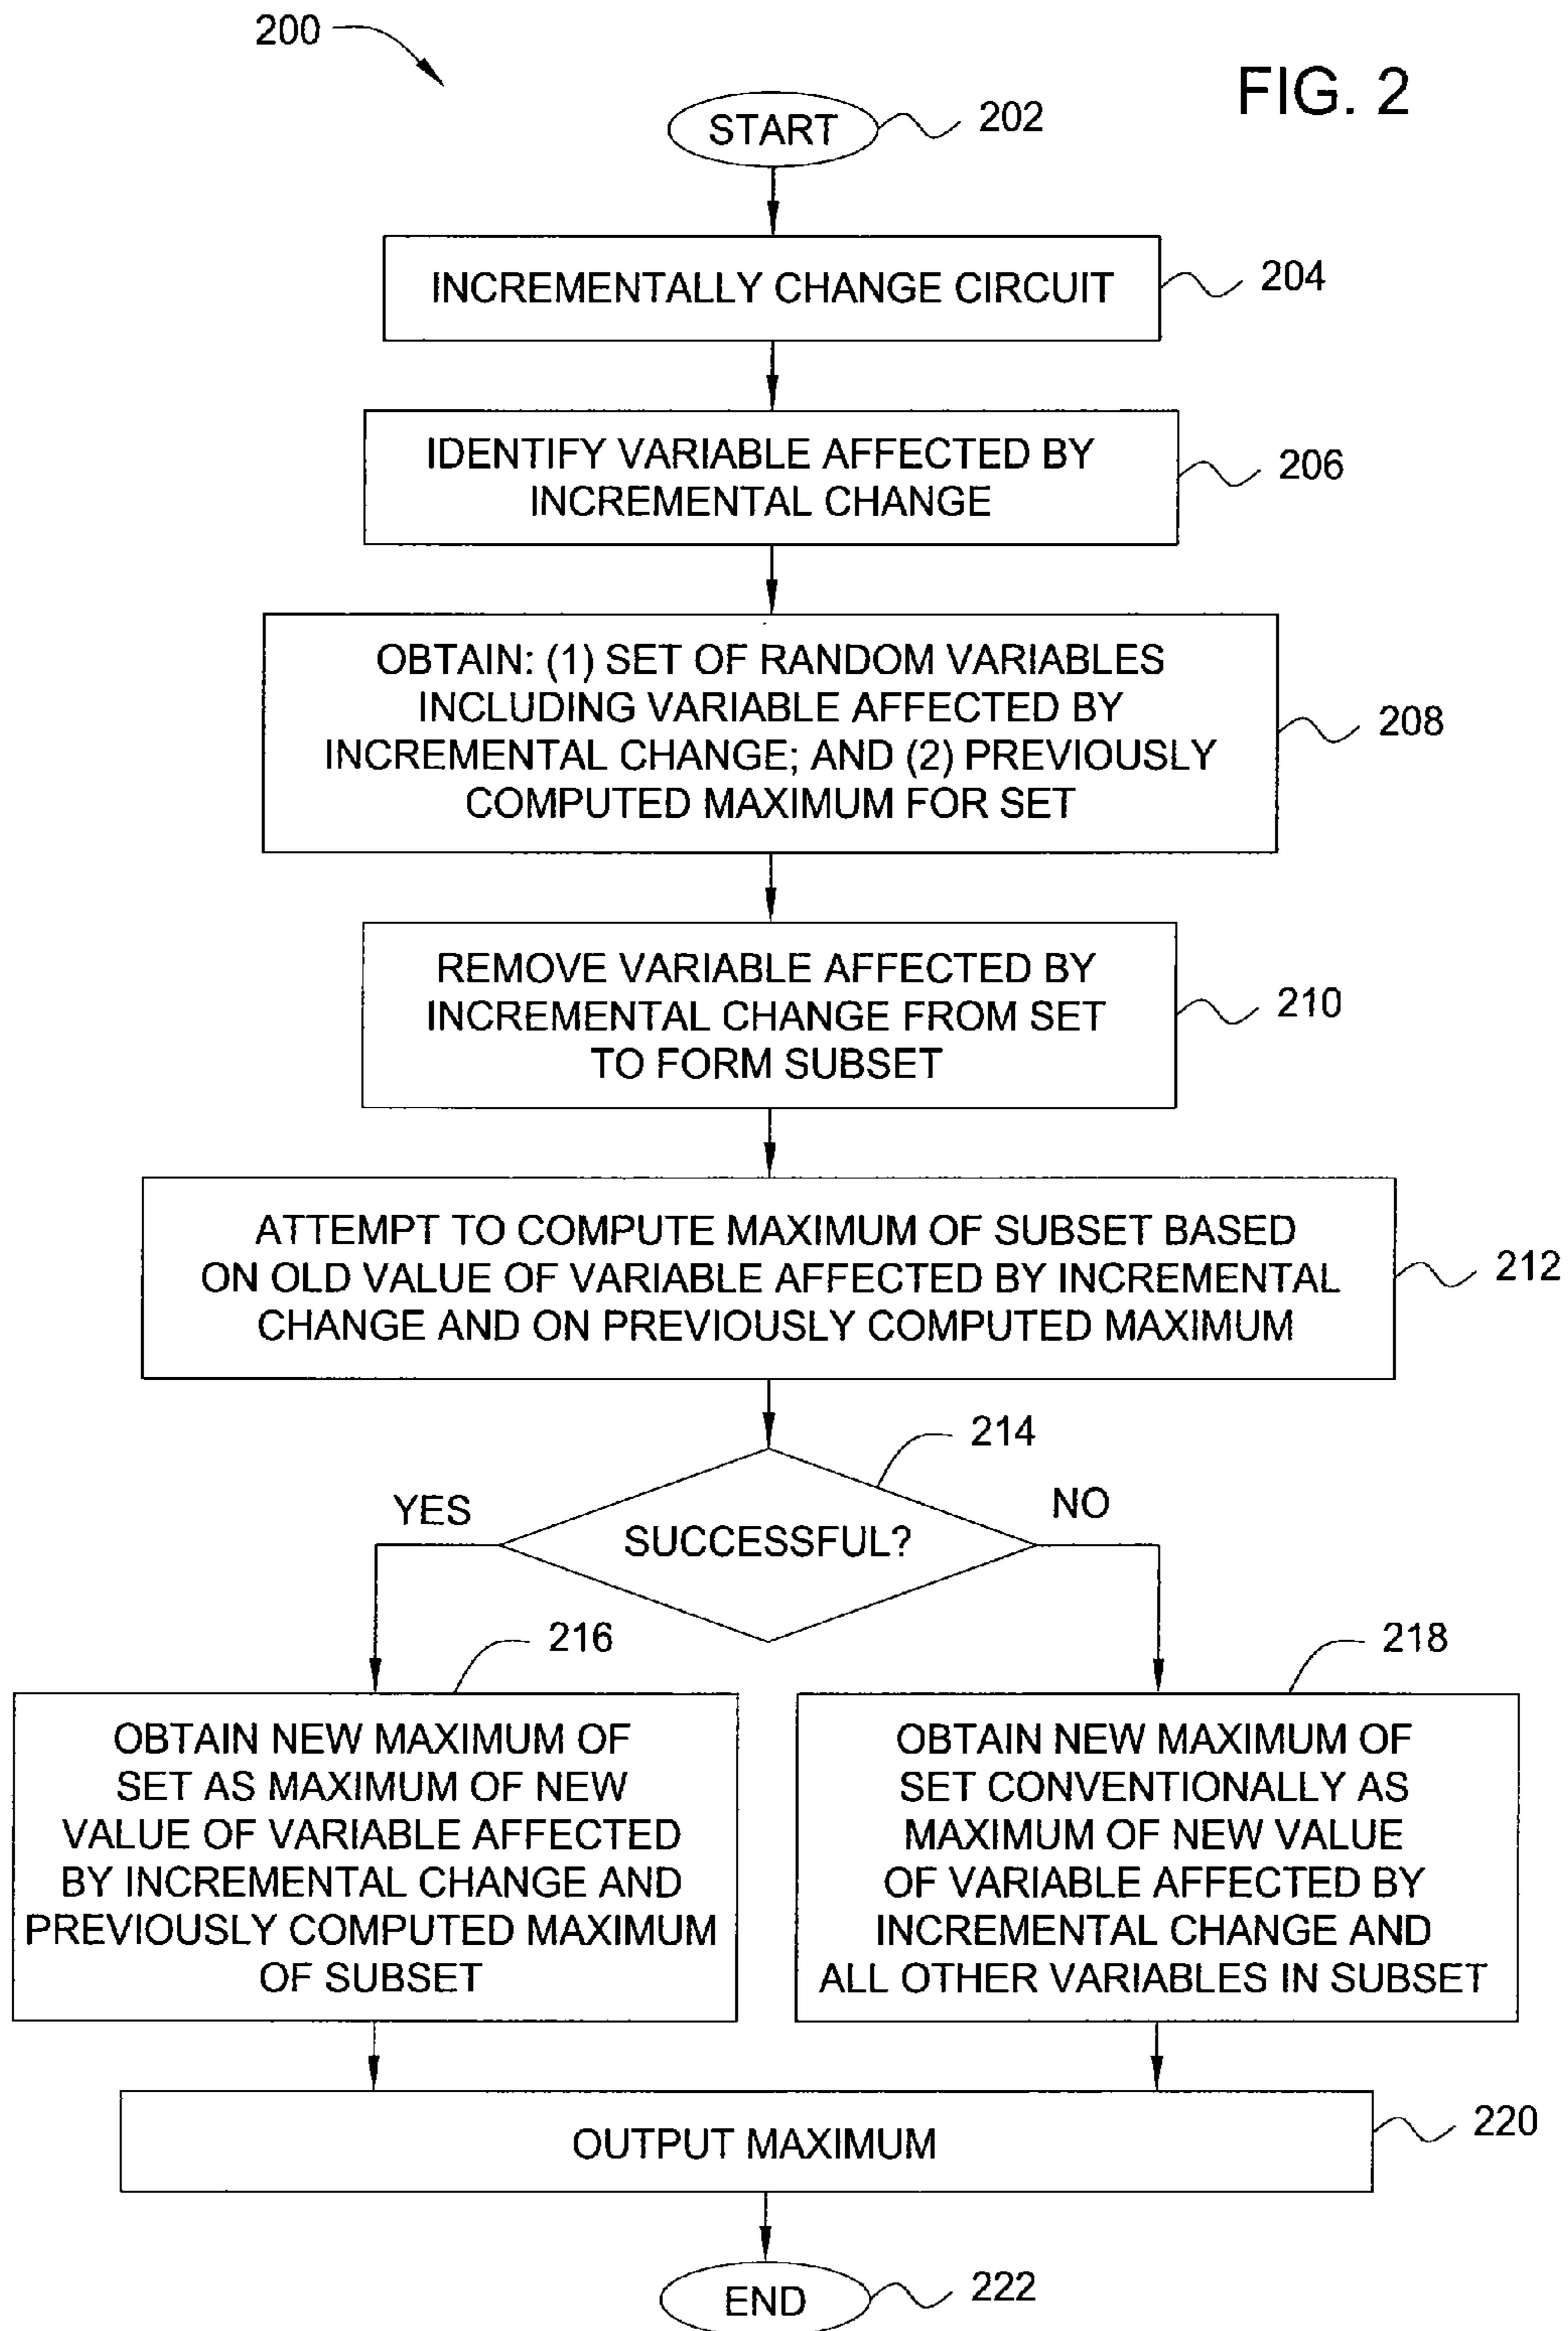 200
FIG. 2
START
202
INCREMENTALLY CHANGE CIRCUIT
204
IDENTIFY VARIABLE AFFECTED BY
INCREMENTAL CHANGE
206
OBTAIN: (1) SET OF RANDOM VARIABLES
INCLUDING VARIABLE AFFECTED BY
INCREMENTAL CHANGE; AND (2) PREVIOUSLY
COMPUTED MAXIMUM FOR SET
208
REMOVE VARIABLE AFFECTED BY
INCREMENTAL CHANGE FROM SET
TO FORM SUBSET
210
ATTEMPT TO COMPUTE MAXIMUM OF SUBSET BASED
ON OLD VALUE OF VARIABLE AFFECTED BY INCREMENTAL
CHANGE AND ON PREVIOUSLY COMPUTED MAXIMUM
212
214
YES
NO
SUCCESSFUL?
216
OBTAIN NEW MAXIMUM OF
SET AS MAXIMUM OF NEW
VALUE OF VARIABLE AFFECTED
BY INCREMENTAL CHANGE AND
PREVIOUSLY COMPUTED MAXIMUM
OF SUBSET
218
OBTAIN NEW MAXIMUM OF
SET CONVENTIONALLY AS
MAXIMUM OF NEW VALUE
OF VARIABLE AFFECTED BY
INCREMENTAL CHANGE AND
ALL OTHER VARIABLES IN SUBSET
OUTPUT MAXIMUM
220
END
222